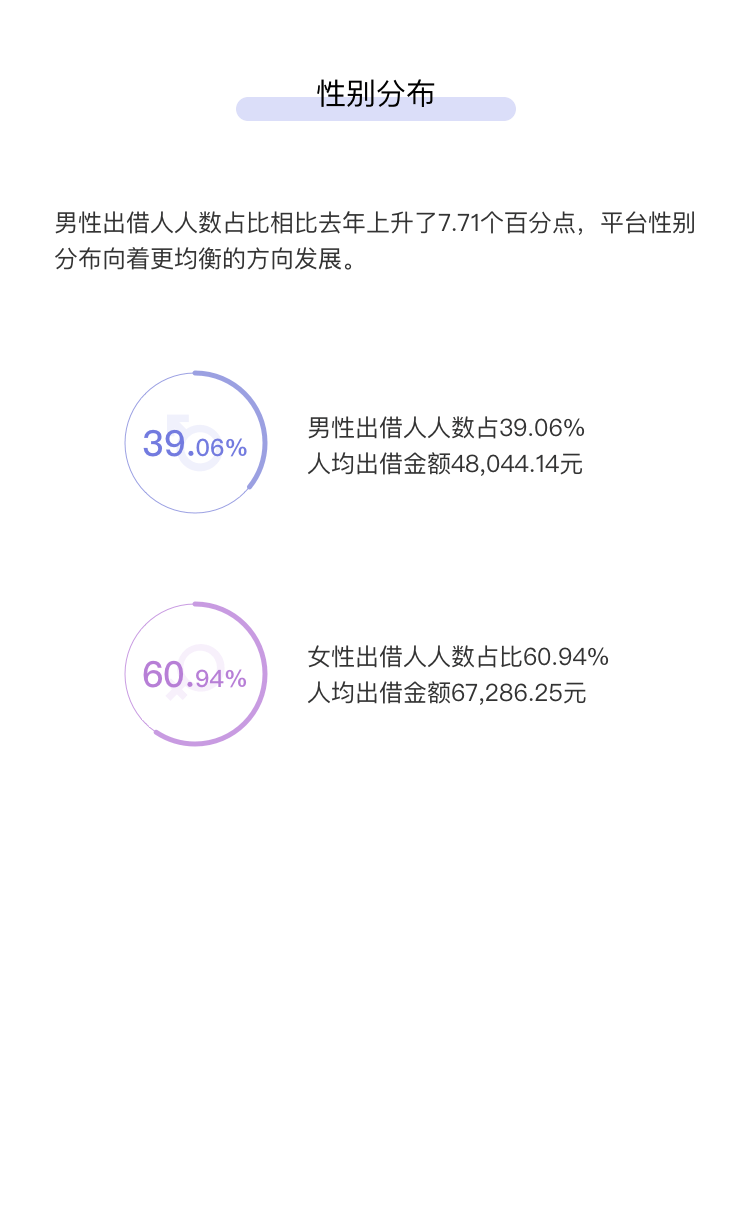 性别分布
男性出借人人数占比相比去年上升了7.71个百分点，平台性别
分布向着更均衡的方向发展。
39.06%
男性出借人人数占39.06%
人均出借金额48,044.14元
60.94%
女性出借人人数占比60.94%
人均出借金额67,286.25元